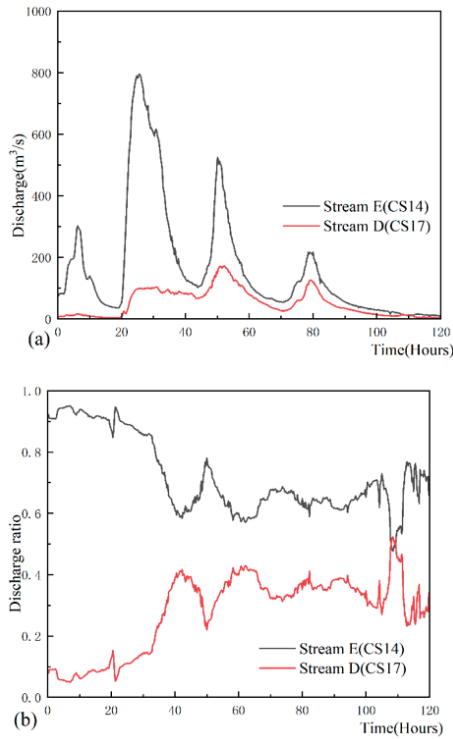 1000
800
600
400
200
0
Discharge(m³/s)
Stream E(CS14)
Stream D(CS17)
0 20 40 60 80 100 120
Time(Hours)
(a)
1.0
0.8
0.6
0.4
0.2
0.0
Discharge ratio
Stream E(CS14)
Stream D(CS17)
0 20 40 60 80 100 120
Time(Hours)
(b)